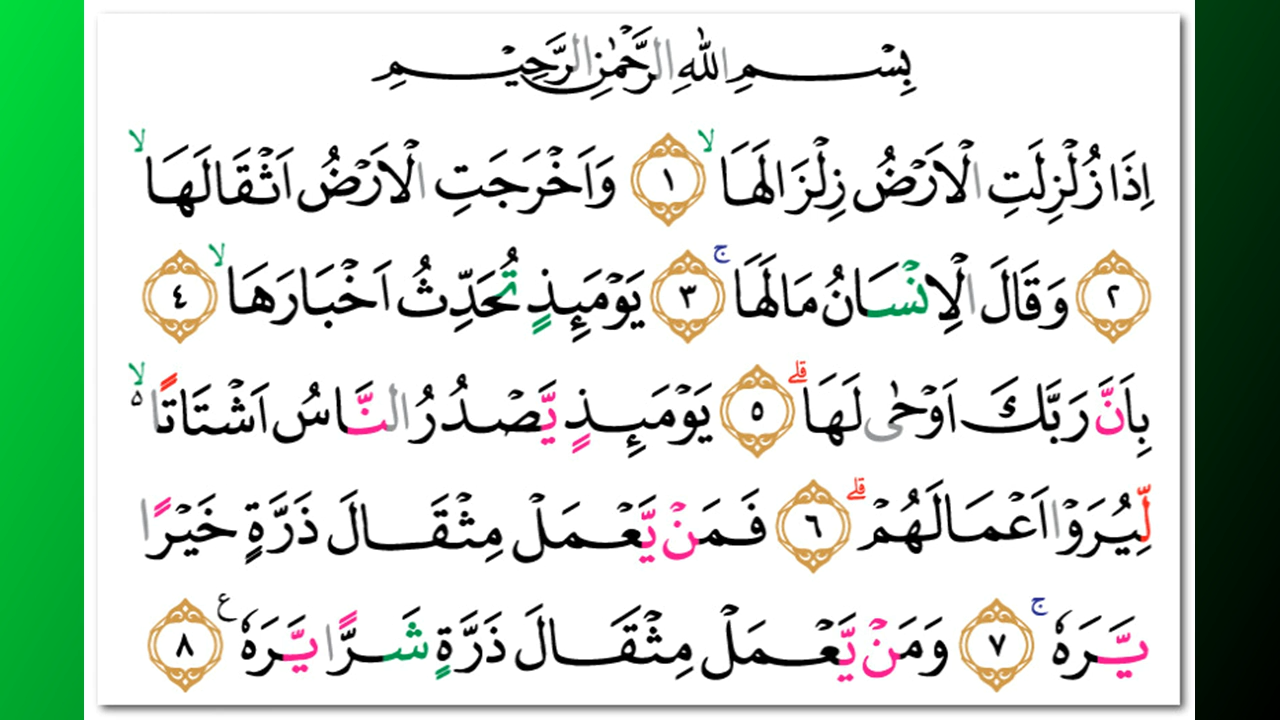 بِسْمِ اللّٰهِ الرَّحْمٰنِ الرَّحِيْمِ
اِذَا زُلْزِلَتِ الْاَرْضُ زِلْزَالَهَاۙ ١ وَاَخْرَجَتِ الْاَرْضُ اَثْقَالَهَاۙ
٢ وَقَالَ الْاِنْسَانُ مَا لَهَاۚ ٣ يَوْمَىِٕذٍ تُحَدِّثُ اَخْبَارَهَاۙ ٤
بِاَنَّ رَبَّكَ اَوْحٰى لَهَاۗ ٥ يَوْمَىِٕذٍ يَّصْدُرُ النَّاسُ اَشْتَاتًا ەۙ
لِّيُرَوْا اَعْمَالَهُمْۗ ٦ فَمَنْ يَّعْمَلْ مِثْقَالَ ذَرَّةٍ خَيْرًا
يَّرَهٗۚ ٧ وَمَنْ يَّعْمَلْ مِثْقَالَ ذَرَّةٍ شَرًّا يَّرَهٗ ع ٨